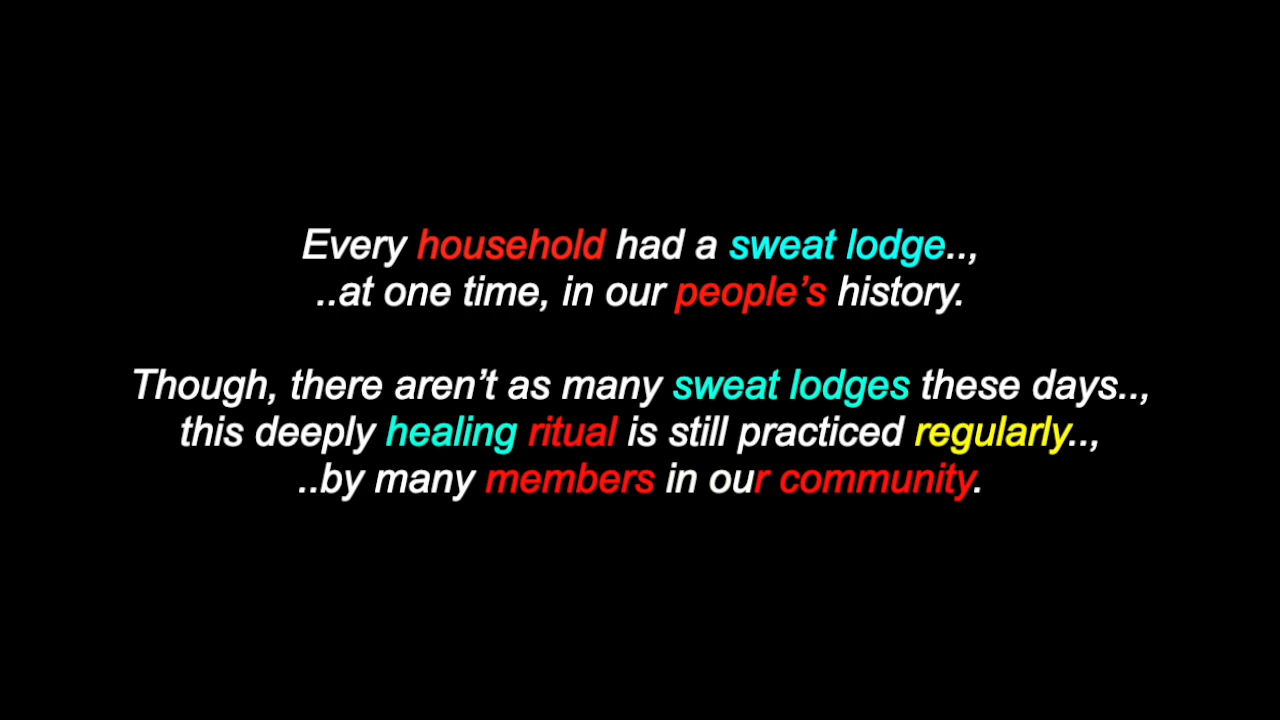 Every household had a sweat lodge..,
..at one time, in our people’s history.
Though, there aren’t as many sweat lodges these days..,
this deeply healing ritual is still practiced regularly..,
..by many members in our community.